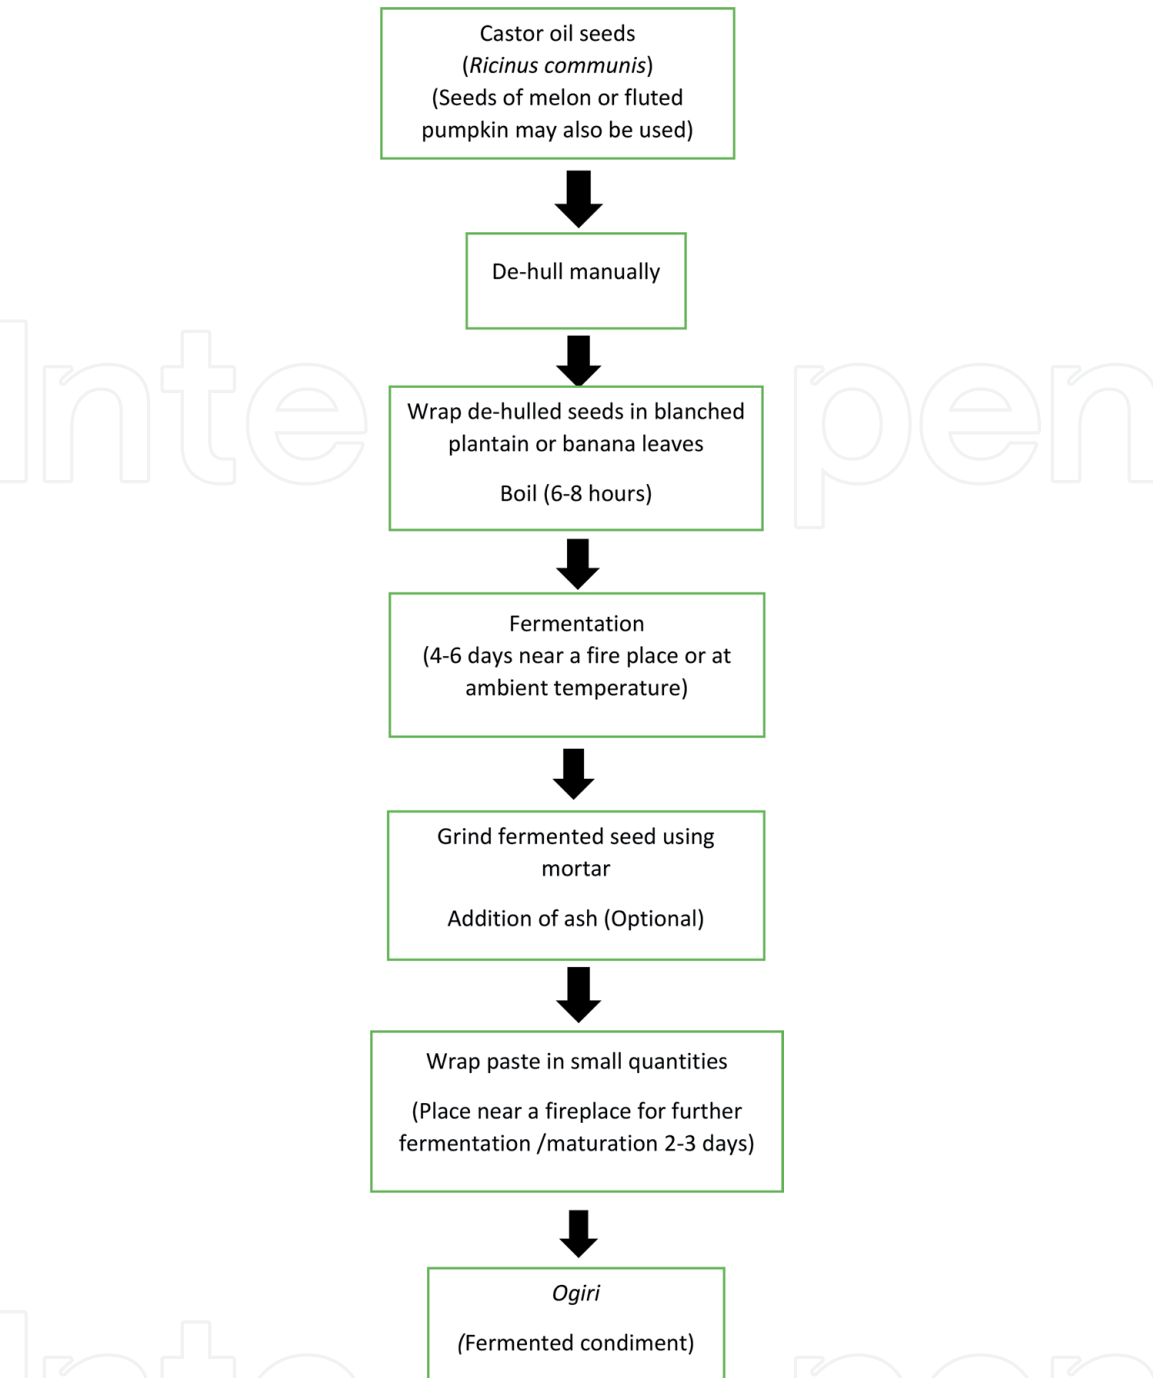 Castor oil seeds
(Ricinus communis)
(Seeds of melon or fluted
pumpkin may also be used)
De-hull manually
Wrap de-hulled seeds in blanched
plantain or banana leaves
Boil (6-8 hours)
Fermentation
(4-6 days near a fire place or at
ambient temperature)
Grind fermented seed using
mortar
Addition of ash (Optional)
Wrap paste in small quantities
(Place near a fireplace for further
fermentation /maturation 2-3 days)
Ogiri
(Fermented condiment)